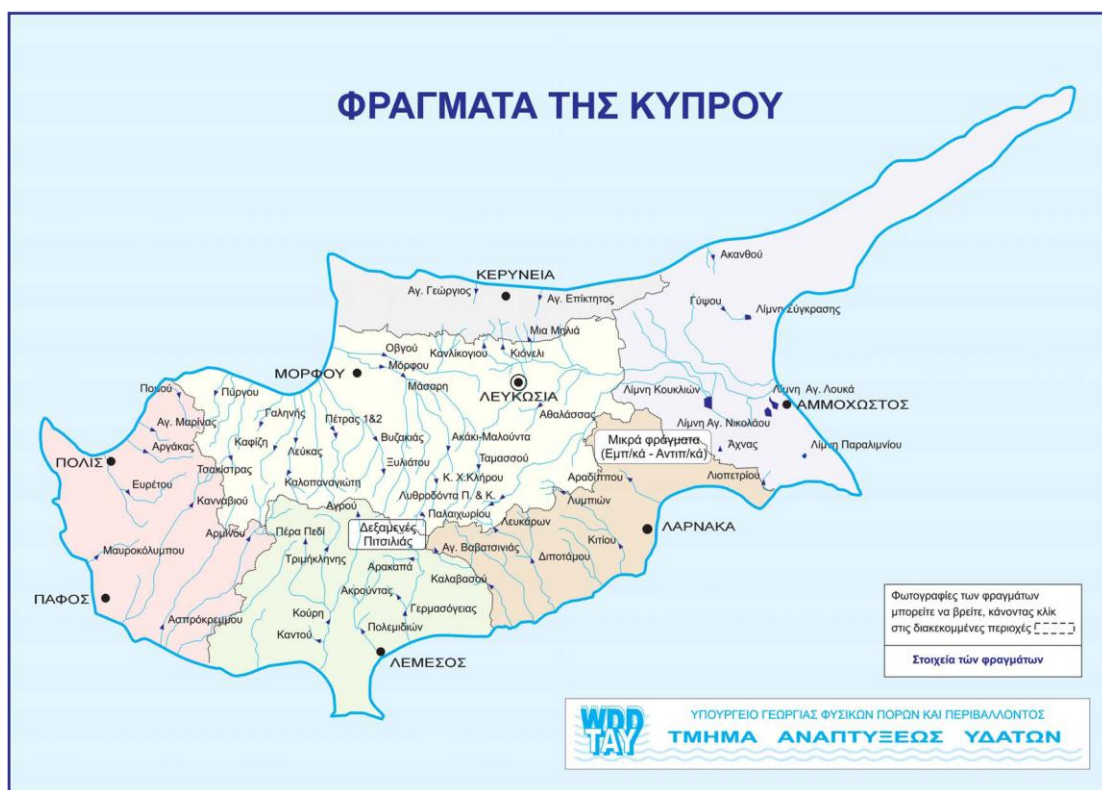 ΦΡΑΓΜΑΤΑ ΤΗΣ ΚΥΠΡΟΥ
Ακανθού
ΚΕΡΥΝΕΙΑ
Αγ. Γεώργιος
Αγ. Επίκτητος
Γύψου
Λίμνη Σύγκρασης
Μια Μηλιά
Οβγού
Κανλίκογιου
Κιόνελι
Μόρφου
ΜΟΡΦΟΥ
Μάσαρη
ΛΕΥΚΩΣΙΑ
Πομού
Πύργου
Λίμνη Κουκλιών
Λίμνη Αγ. Λουκά
ΑΜΜΟΧΩΣΤΟΣ
Αγ. Μαρίνας
Γαληνής
Πέτρας 1&2
Αθαλάσσας
Λίμνη Αγ. Νικολάου
Αργάκας
Καφίζη
Λεύκας
Βυζακιάς
Ακάκι-Μαλούντα
Μικρά φράγματα
(Εμπ/κά - Αντιπ/κά)
Άχνας
Λίμνη Παραλιμνίου
ΠΟΛΙΣ
Τσακίστρας
Ξυλιάτου
Ταμασσού
Ευρέτου
Καλοπαναγιώτη
Κ. Χ.Κλήρου
Αραδίππου
Λιοπετρίου
Κανναβιού
Λυθροδόντα Π. & Κ.
Λυμπιών
Αγρού
Παλαιχωρίου
Αρμίνου
Πέρα Πεδί
Δεξαμενές
Πιτσιλιάς
Λευκάρων
ΛΑΡΝΑΚΑ
Μαυροκόλυμπου
Τριμήκληνης
Αγ. Βαβατσινιάς
Διποτάμου
Κιτίου
Αρακαπά
Καλαβασού
Ακρούντας
ΠΑΦΟΣ
Ασπρόκρεμμου
Κούρη
Γερμασόγειας
Καντού
Πολεμιδιών
ΛΕΜΕΣΟΣ
Φωτογραφίες των φραγμάτων
μπορείτε να βρείτε, κάνοντας κλίκ
στις διακεκομμένες περιοχές
Στοιχεία τών φραγμάτων
WDD
ΤΑΥ
ΥΠΟΥΡΓΕΙΟ ΓΕΩΡΓΙΑΣ ΦΥΣΙΚΩΝ ΠΟΡΩΝ ΚΑΙ ΠΕΡΙΒΑΛΛΟΝΤΟΣ
ΤΜΗΜΑ ΑΝΑΠΤΥΞΕΩΣ ΥΔΑΤΩΝ